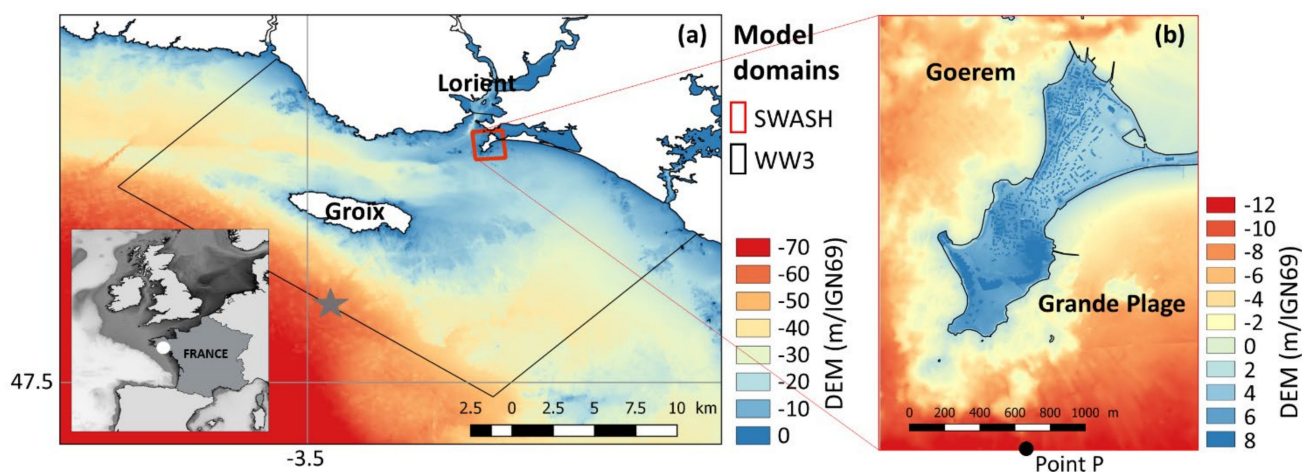 (a)
Lorient
Groix
FRANCE
47.5
-3.5
2.5 0 2.5 5 7.5 10 km
Model
domains
SWASH
WW3
-70
-60
-50
-40
-30
-20
-10
0
DEM (m/IGN69)
(b)
Goerem
Grande Plage
0 200 400 600 800 1000 m
Point P
-12
-10
-8
-6
-4
-2
0
2
4
6
8
DEM (m/IGN69)